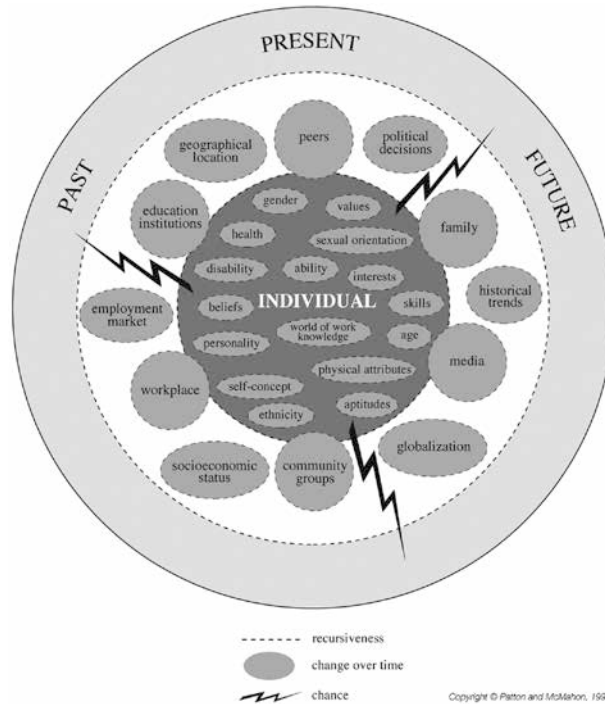 PRESENT
PAST
FUTURE
peers
political
decisions
geographical
location
education
institutions
family
gender
values
health
sexual orientation
disability
ability
interests
historical
trends
employment
market
beliefs
INDIVIDUAL
skills
world of work
knowledge
age
personality
media
physical attributes
workplace
self-concept
aptitudes
ethnicity
globalization
socioeconomic
status
community
groups
recursiveness
change over time
chance
Copyright © Patton and McMahon, 199